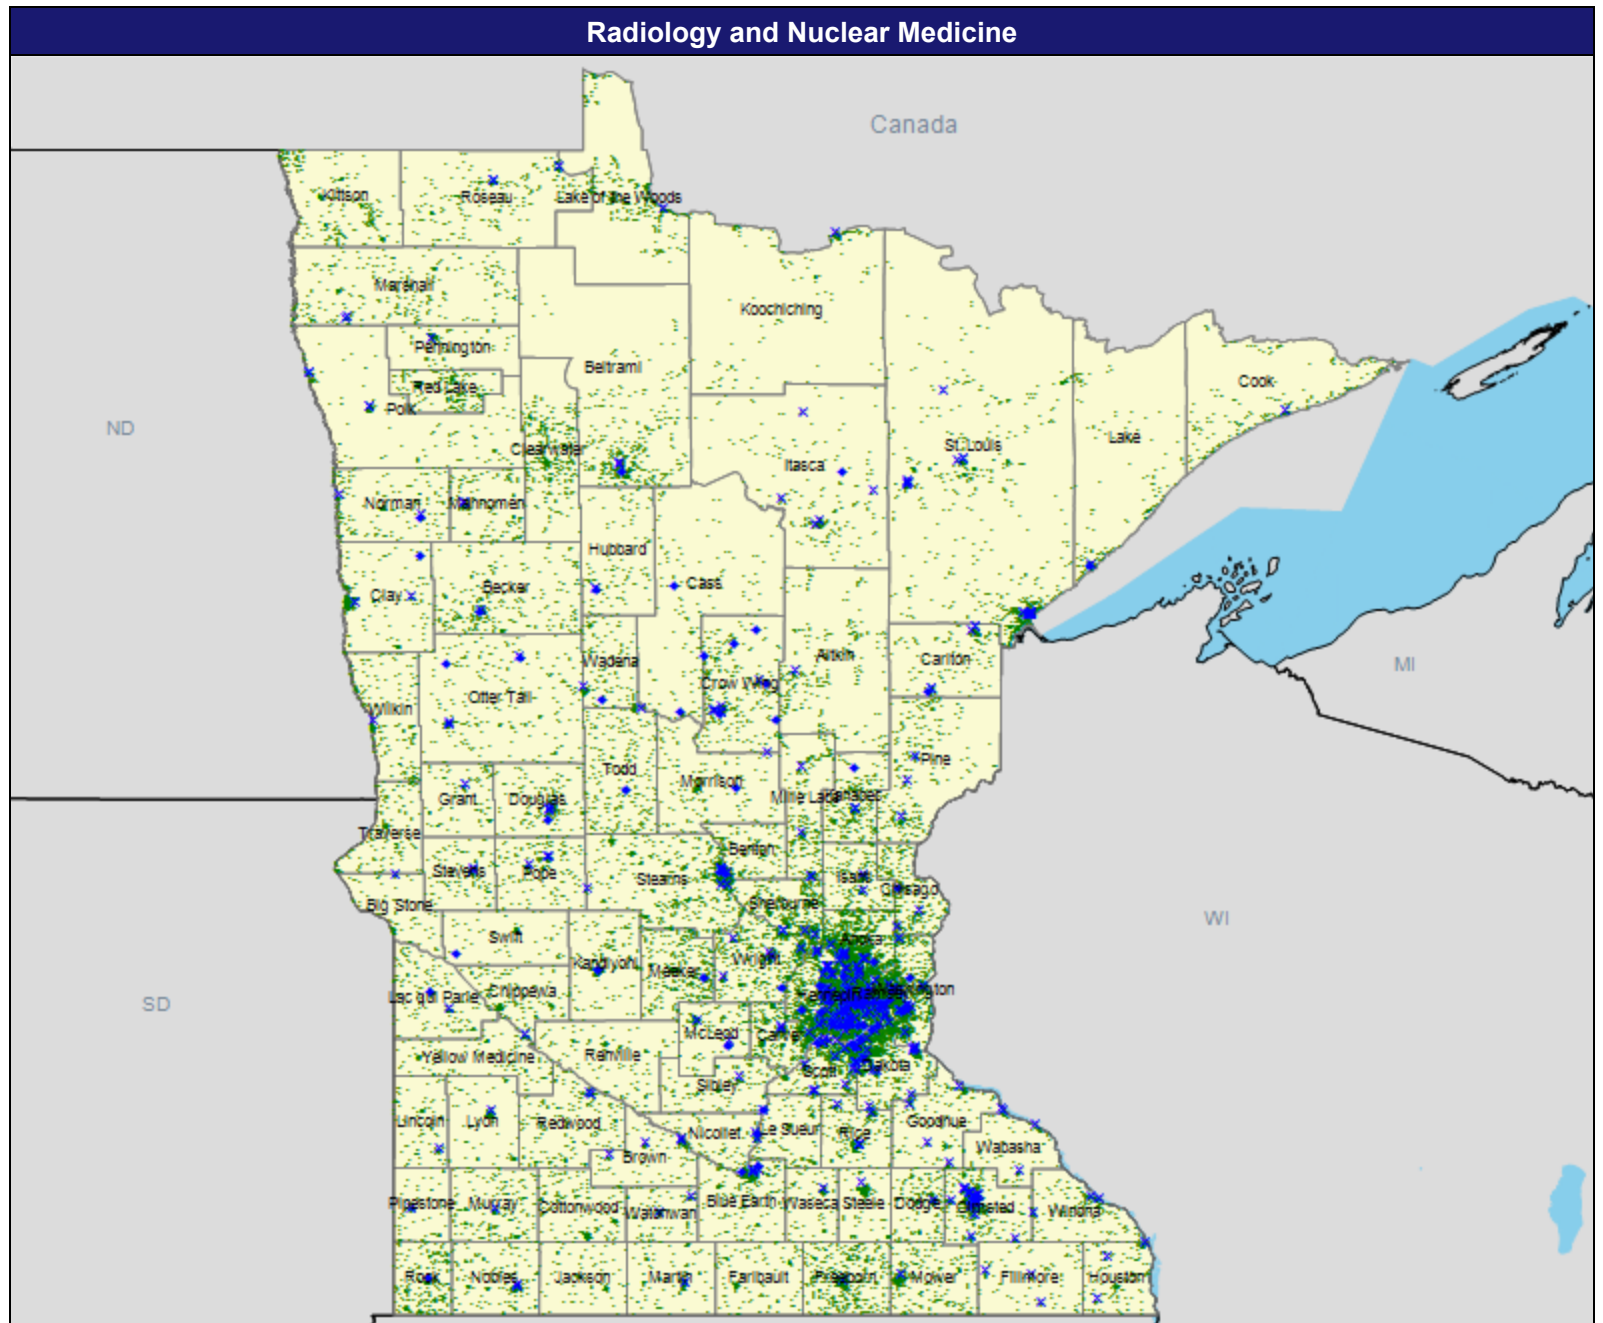 Radiology and Nuclear Medicine
Canada
Kittson
Roseau
Lake of the Woods
Marshall
Koochiching
Pennington
Beltrami
Red Lake
Cook
Polk
ND
Lake
St. Louis
Clearwater
Itasca
Norman
Mahnomen
Hubbard
Cass
Becker
Clay
Aitkin
Carlton
Wadena
MI
Crow Wing
Otter Tail
Wilkin
Pine
Todd
Morrison
Grant
Douglas
Mille Lacs
Kanabec
Traverse
Benton
Stevens
Pope
Stearns
Isanti
Chisago
Big Stone
Sherburne
WI
Swift
Anoka
Wright
Kandiyohi
Meeker
Chippewa
Lac qui Parle
Hennepin
Ramsey
Washington
SD
McLeod
Carver
Yellow Medicine
Renville
Scott
Dakota
Sibley
Lincoln
Lyon
Redwood
Goodhue
Nicollet
Le Sueur
Rice
Wabasha
Brown
Pipestone
Murray
Cottonwood
Watonwan
Blue Earth
Waseca
Steele
Dodge
Olmsted
Winona
Rock
Nobles
Jackson
Martin
Faribault
Freeborn
Mower
Fillmore
Houston